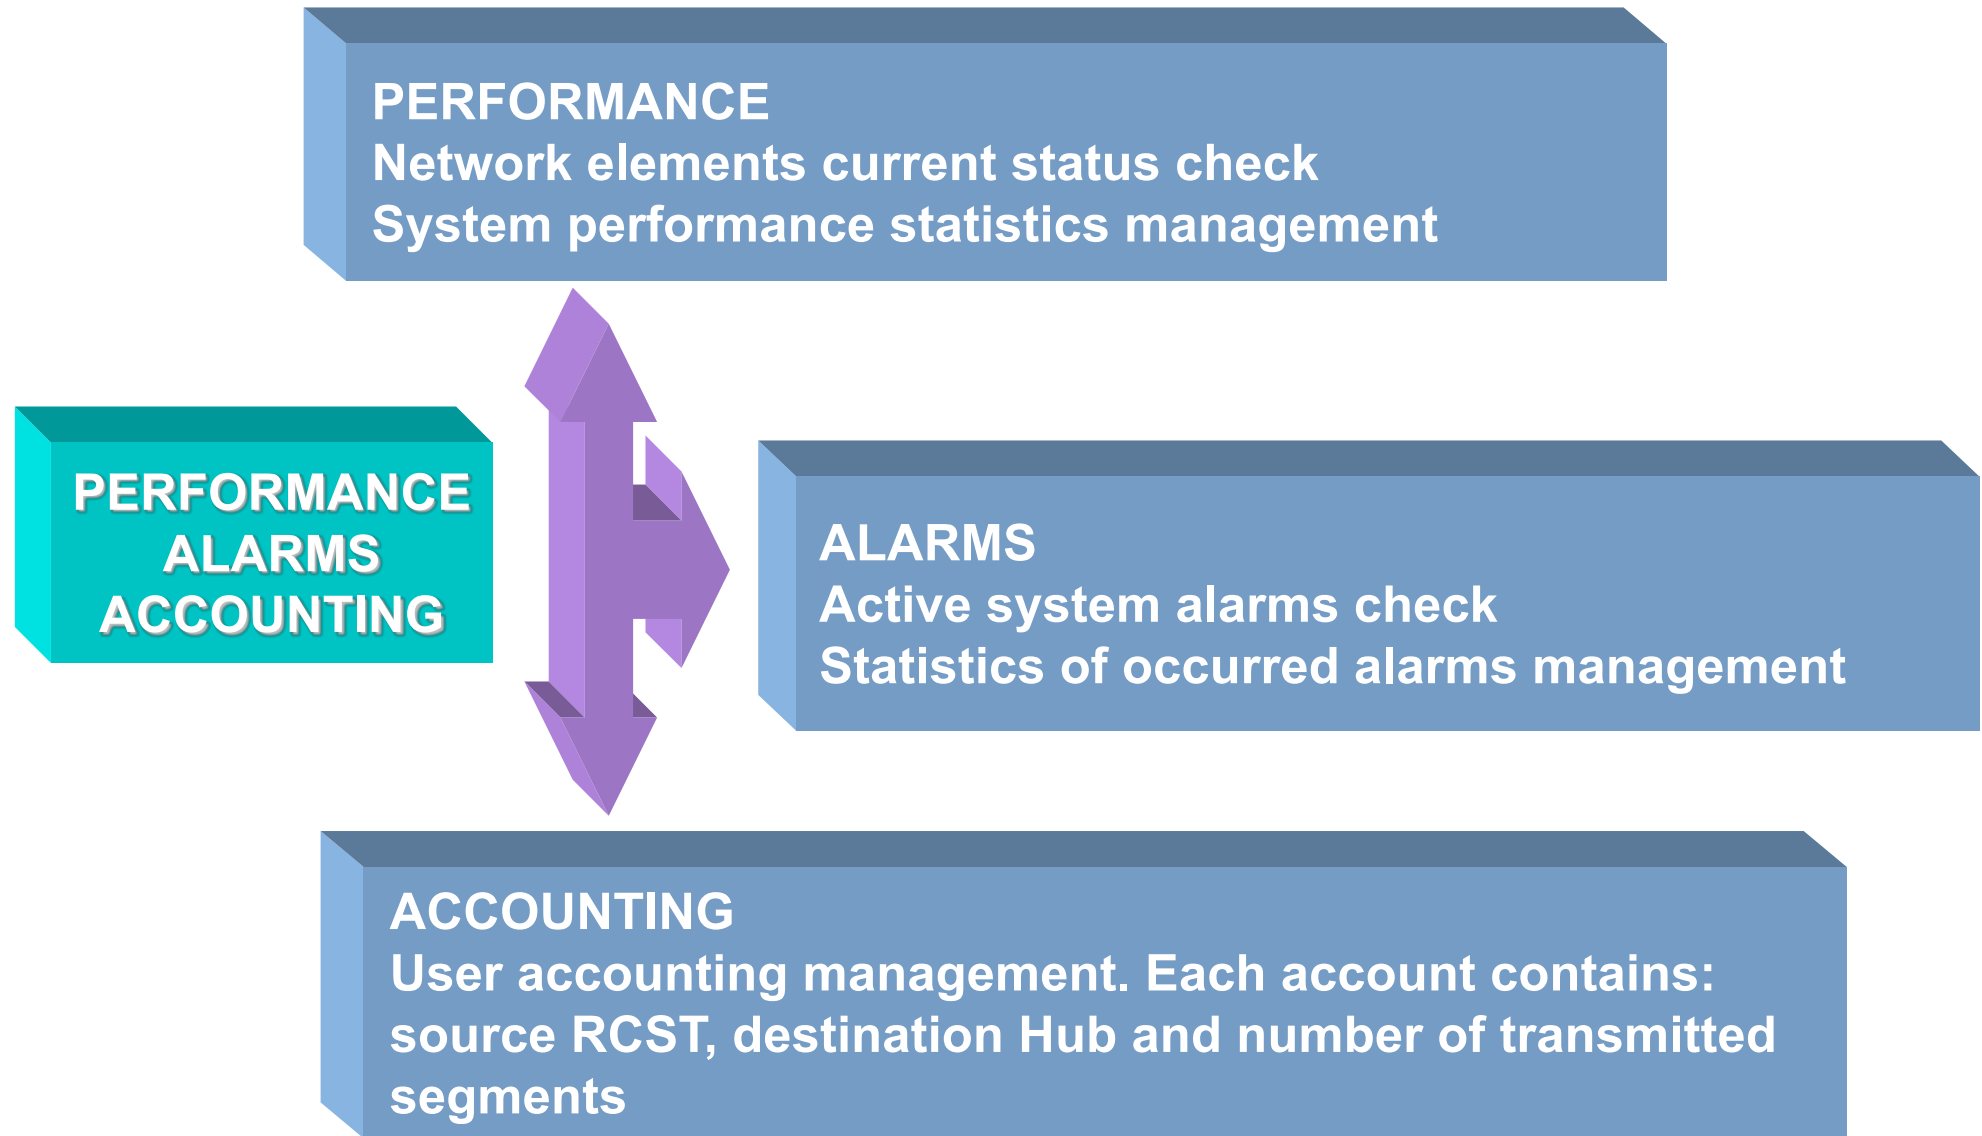 PERFORMANCE
Network elements current status check
System performance statistics management
PERFORMANCE
ALARMS
ACCOUNTING
ALARMS
Active system alarms check
Statistics of occurred alarms management
ACCOUNTING
User accounting management. Each account contains:
source RCST, destination Hub and number of transmitted
segments